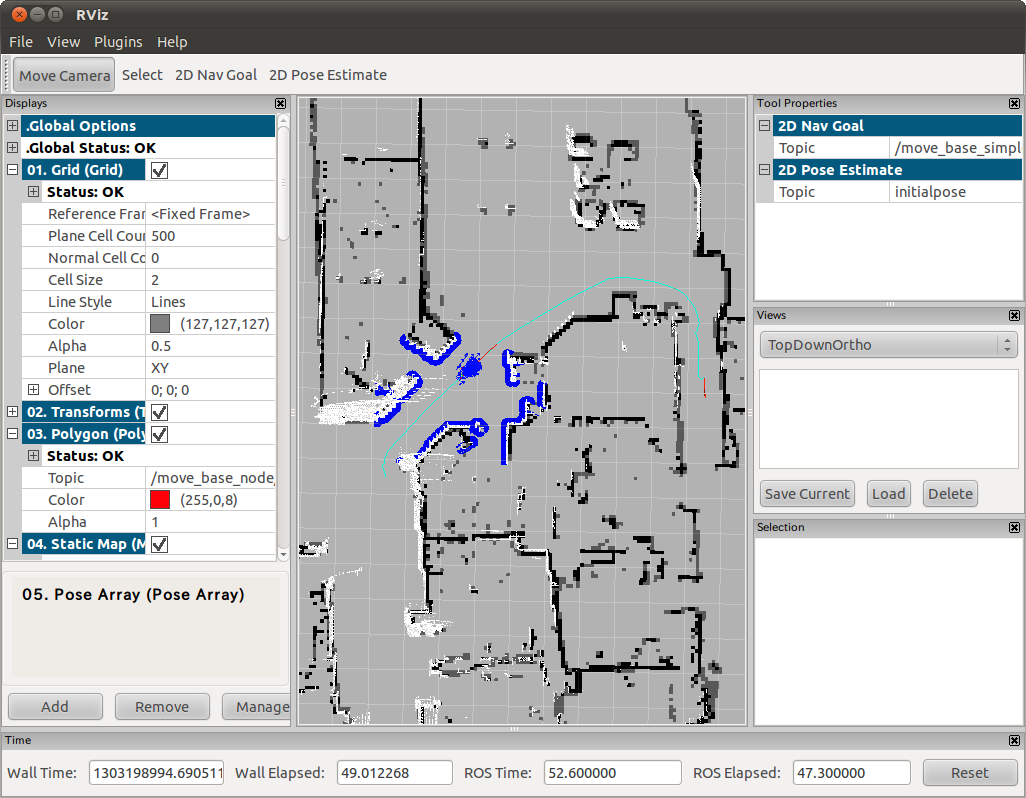 RViz
File View Plugins Help
Move Camera Select 2D Nav Goal 2D Pose Estimate
Displays
.Global Options
.Global Status: OK
01. Grid (Grid)
Status: OK
Reference Fran <Fixed Frame>
Plane Cell Coun 500
Normal Cell Co 0
Cell Size 2
Line Style Lines
Color (127,127,127)
Alpha 0.5
Plane XY
Offset 0; 0; 0
02. Transforms (T
03. Polygon (Poly
Status: OK
Topic /move_base_node
Color (255,0,8)
Alpha 1
04. Static Map (M
05. Pose Array (Pose Array)
Add Remove Manage
Tool Properties
2D Nav Goal
Topic /move_base_simpl
2D Pose Estimate
Topic initialpose
Views
TopDownOrtho
Save Current Load Delete
Selection
Time
Wall Time: 1303198994.690511 Wall Elapsed: 49.012268 ROS Time: 52.600000 ROS Elapsed: 47.300000 Reset